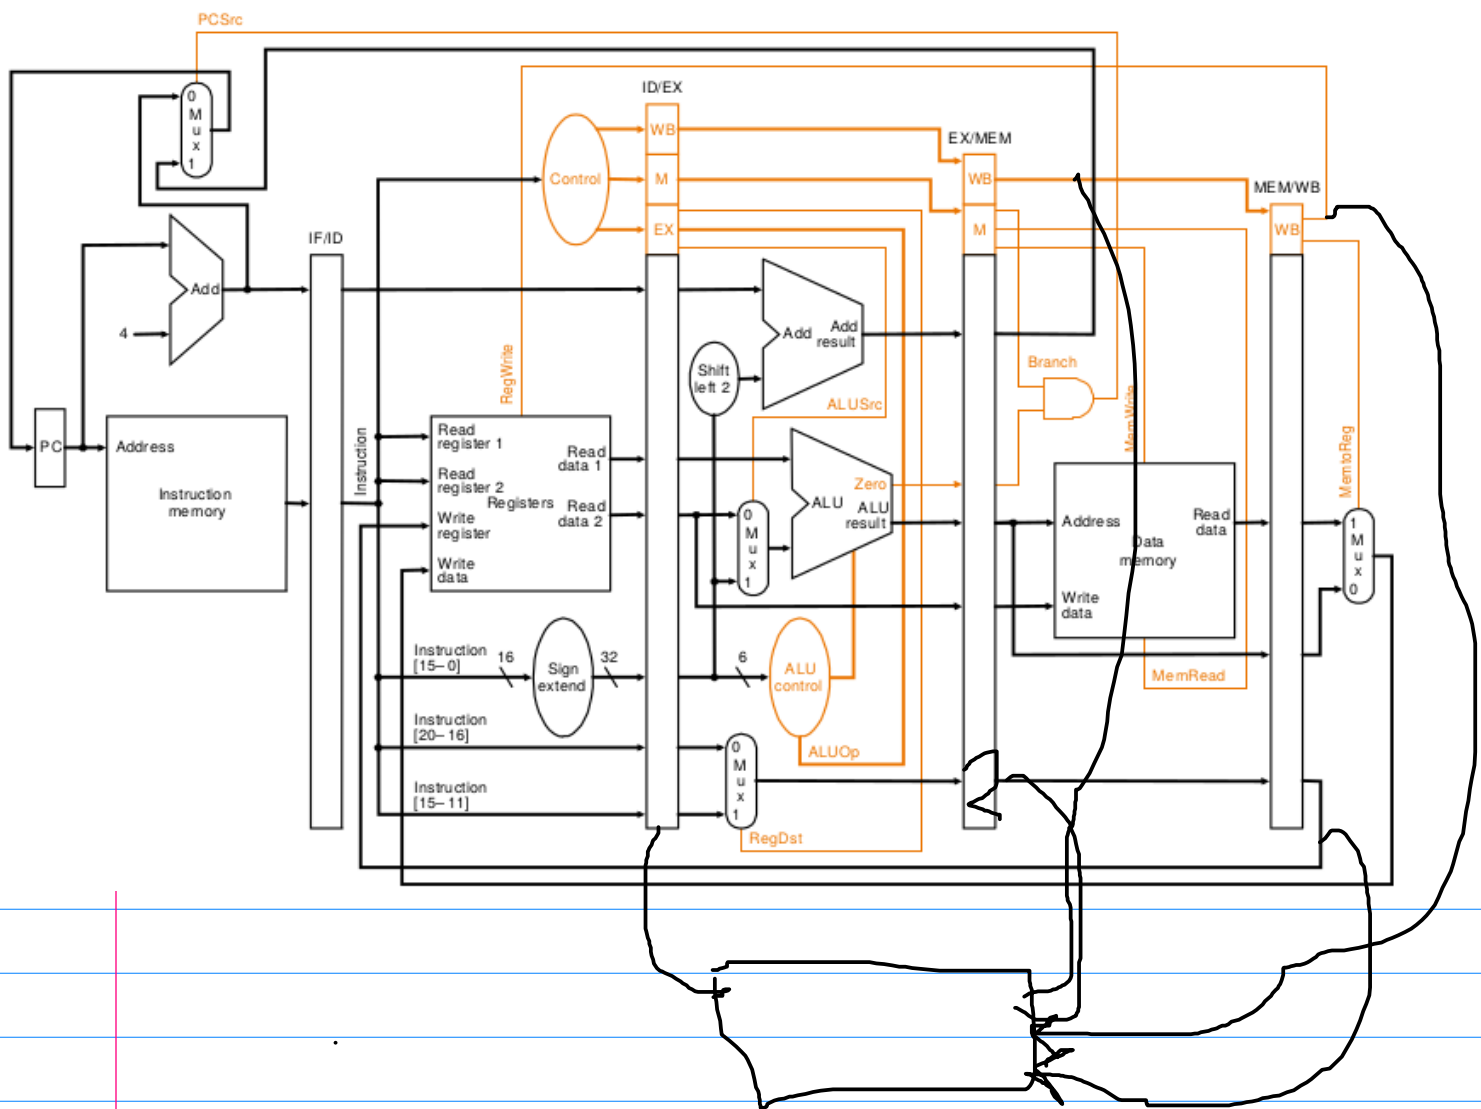 PCSrc
ID/EX
0
M
u
x
1
WB
EX/MEM
Control
M
WB
MEM/WB
IF/ID
EX
M
WB
Add
4
Add
Add
result
RegWrite
Shift
left 2
Branch
ALUSrc
MemWrite
PC
Address
Instruction
memory
Instruction
Read
register 1
Read
data 1
Read
register 2
Registers
Read
data 2
Write
register
Write
data
0
M
u
x
1
Zero
ALU
ALU
result
Address
Read
data
Data
memory
Write
data
MemtoReg
1
M
u
x
0
Instruction
[15–0]
16
Sign
extend
32
6
ALU
control
MemRead
Instruction
[20–16]
0
M
u
x
1
ALUOp
Instruction
[15–11]
RegDst